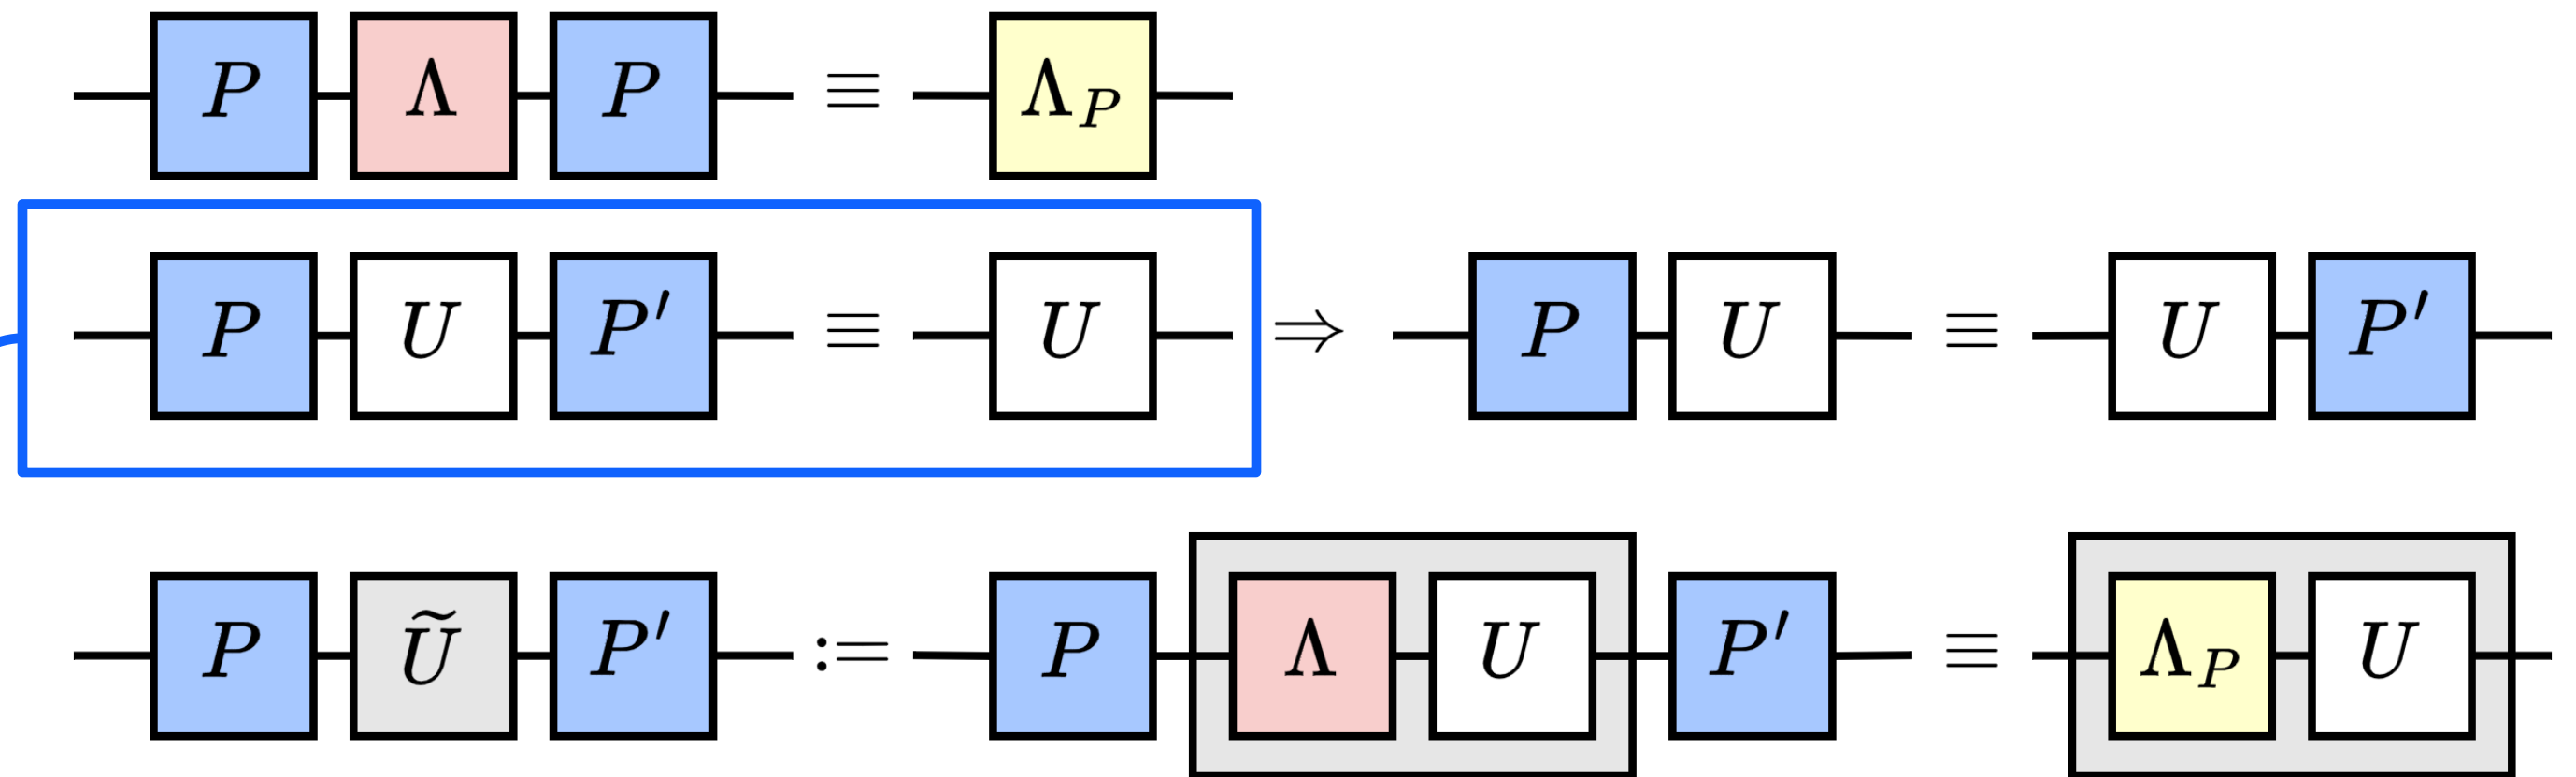 P Λ P ≡ Λ_P
P U P′ ≡ U ⇒ P U ≡ U P′
P Ũ P′ := P Λ U P′ ≡ Λ_P U